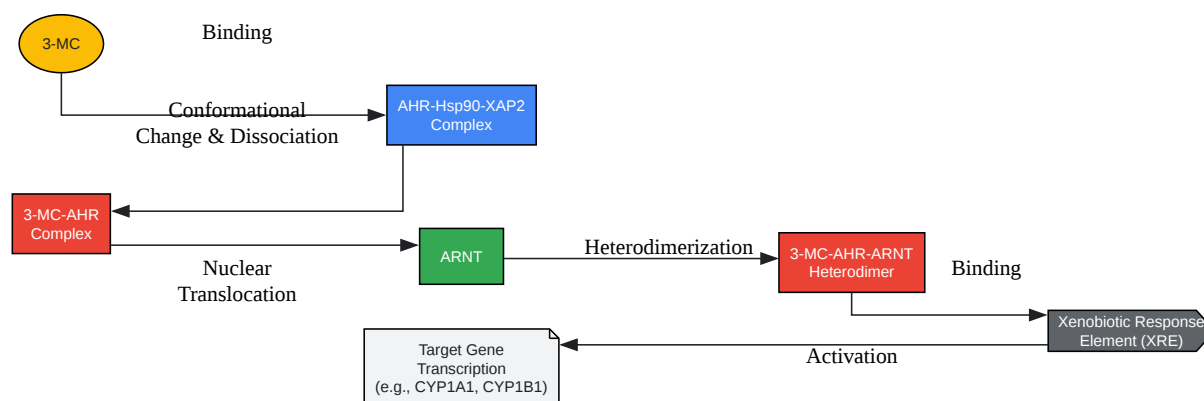 3-MC
Binding
AHR-Hsp90-XAP2
Complex
Conformational
Change & Dissociation
3-MC-AHR
Complex
Nuclear
Translocation
ARNT
Heterodimerization
3-MC-AHR-ARNT
Heterodimer
Binding
Xenobiotic Response
Element (XRE)
Activation
Target Gene
Transcription
(e.g., CYP1A1, CYP1B1)